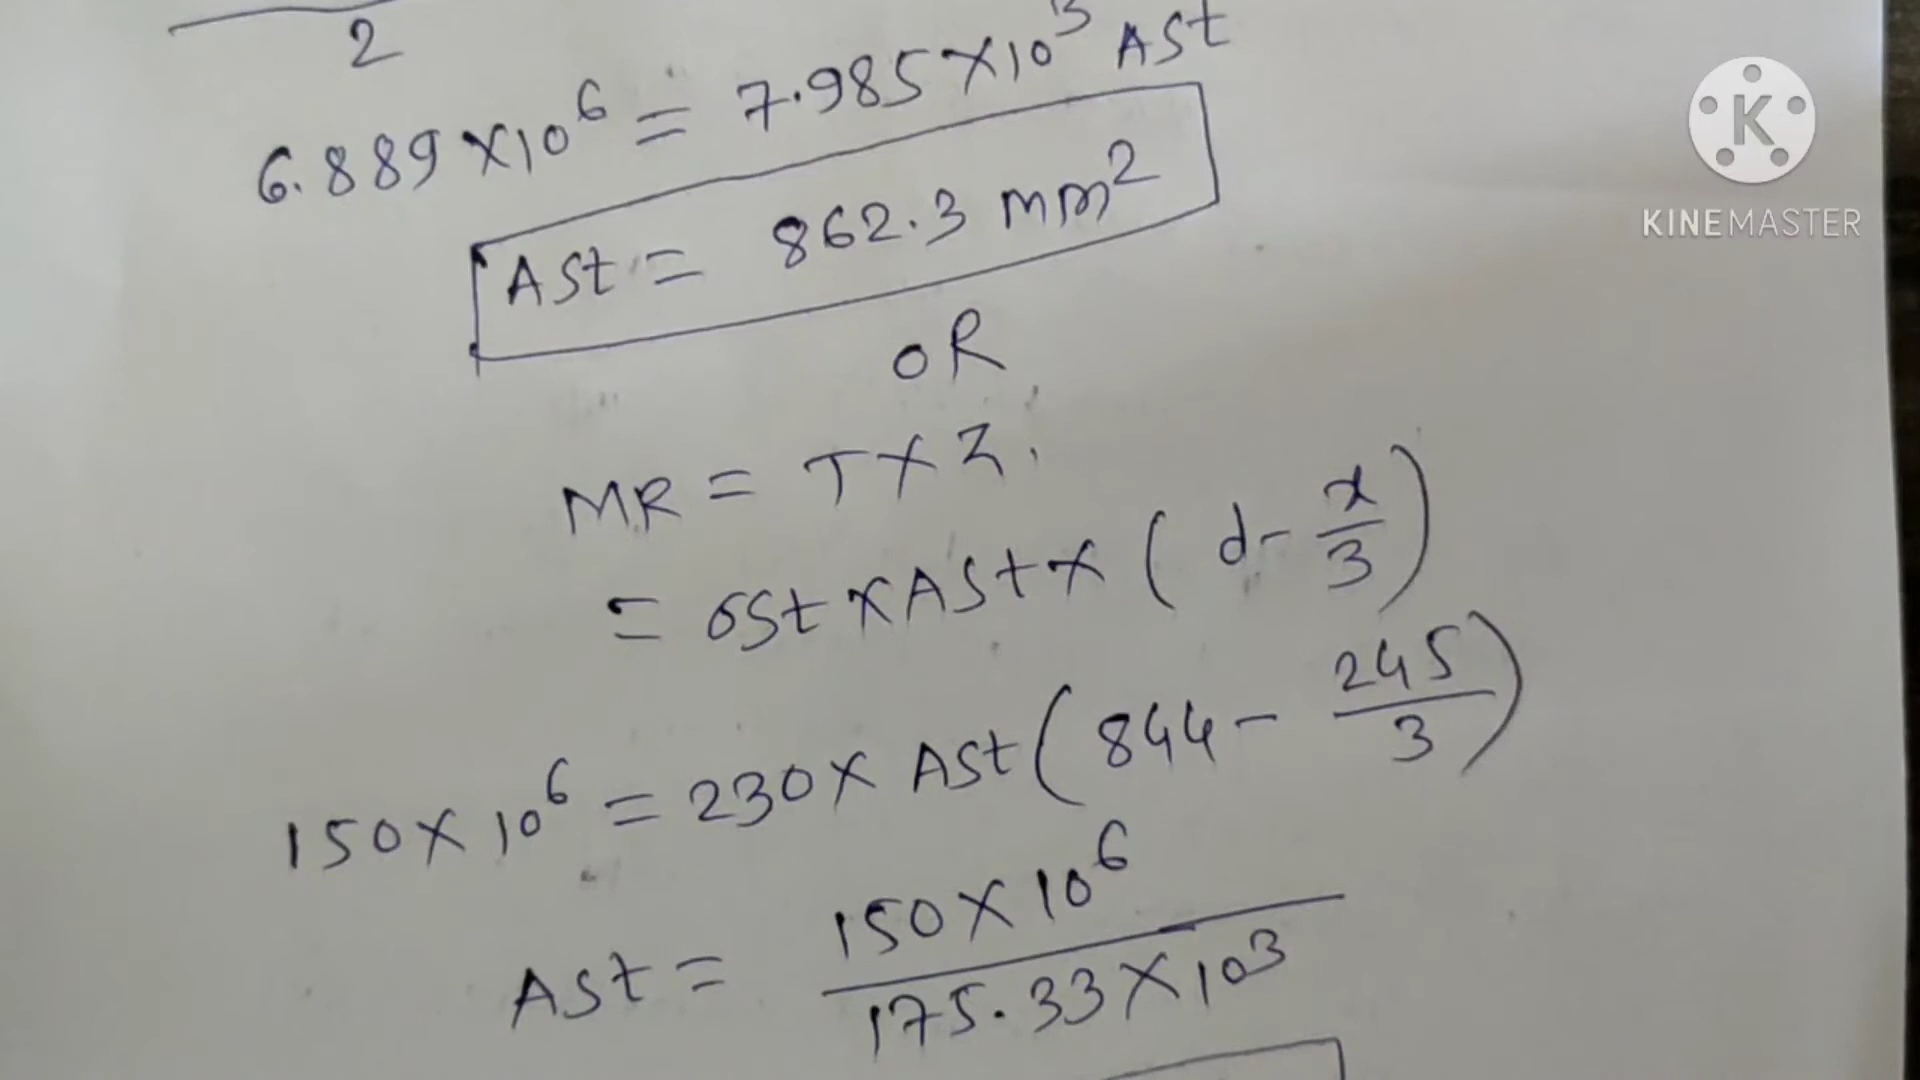 2
6.889 × 10⁶ = 7.985 × 10³ Ast
Ast = 862.3 mm²
OR
MR = T × Z.
= σst × Ast × ( d - x/3 )
150 × 10⁶ = 230 × Ast ( 844 - 245/3 )
Ast = 150 × 10⁶ / 175.33 × 10³
K
KINEMASTER